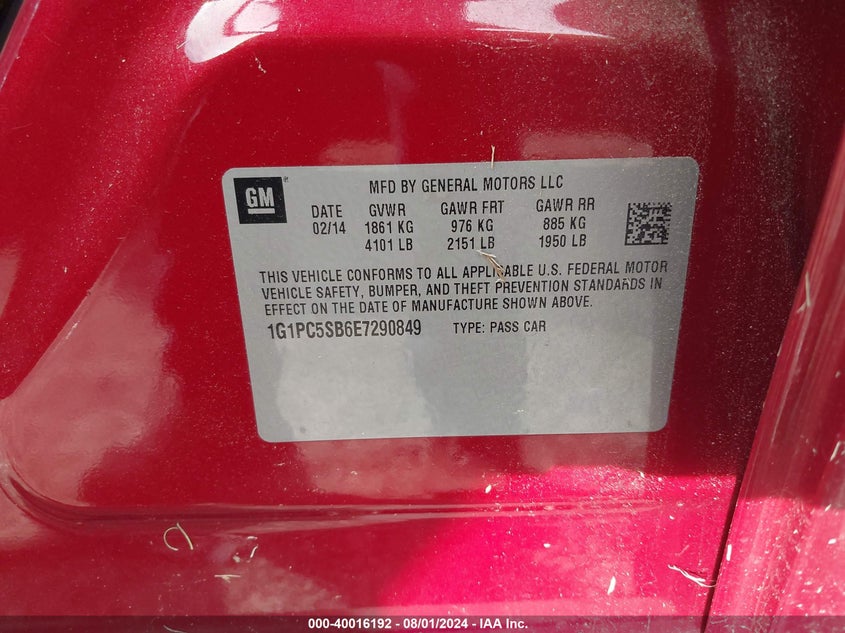 GM
MFD BY GENERAL MOTORS LLC
DATE GVWR GAWR FRT GAWR RR
02/14 1861 KG 976 KG 885 KG
4101 LB 2151 LB 1950 LB
THIS VEHICLE CONFORMS TO ALL APPLICABLE U.S. FEDERAL MOTOR
VEHICLE SAFETY, BUMPER, AND THEFT PREVENTION STANDARDS IN
EFFECT ON THE DATE OF MANUFACTURE SHOWN ABOVE.
1G1PC5SB6E7290849 TYPE: PASS CAR
000-40016192 - 08/01/2024 - IAA Inc.